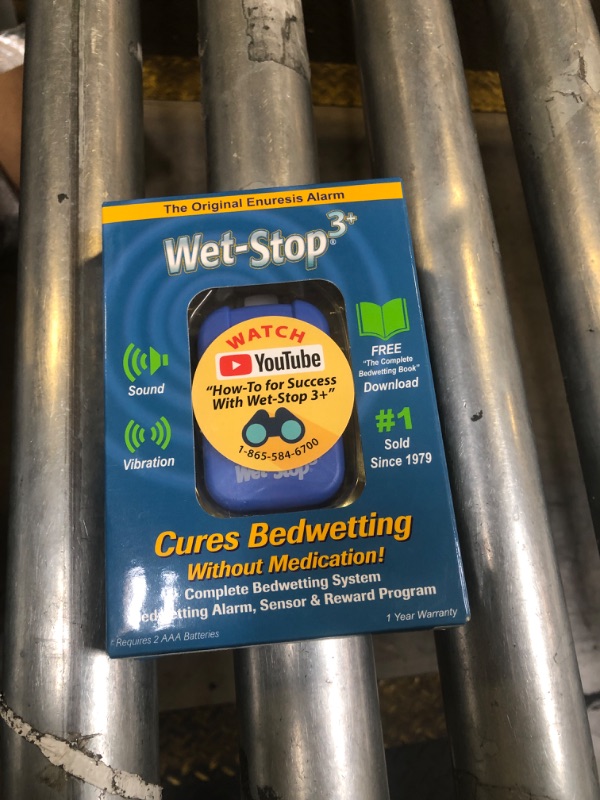 The Original Enuresis Alarm
Wet-Stop®3+
WATCH
YouTube
"How-To for Success
With Wet-Stop 3+"
1-865-584-6700
Wet-Stop3
Sound
Vibration
FREE
"The Complete
Bedwetting Book"
Download
#1
Sold
Since 1979
Cures Bedwetting
Without Medication!
Complete Bedwetting System
Bedwetting Alarm, Sensor & Reward Program
1 Year Warranty
Requires 2 AAA Batteries